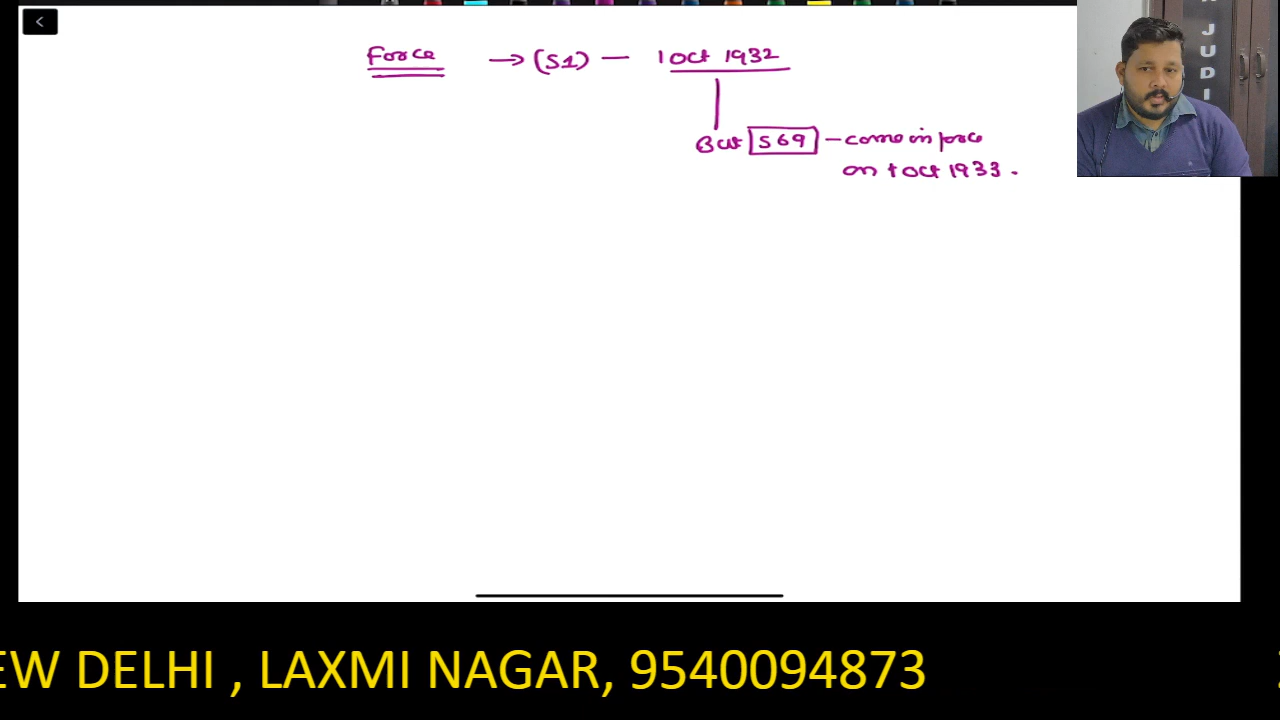 Force → (S1) — 1 Oct 1932
But S69 — come in force
on 1 Oct 1933.
JUDI
EW DELHI , LAXMI NAGAR, 9540094873